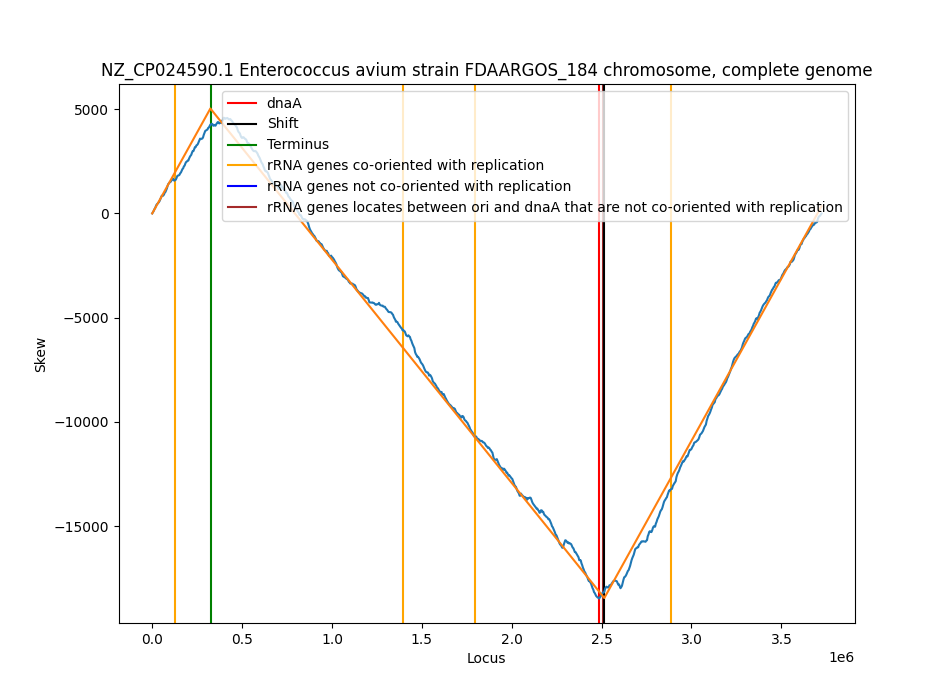 NZ_CP024590.1 Enterococcus avium strain FDAARGOS_184 chromosome, complete genome
dnaA
Shift
Terminus
rRNA genes co-oriented with replication
rRNA genes not co-oriented with replication
rRNA genes locates between ori and dnaA that are not co-oriented with replication
5000
0
−5000
−10000
−15000
Skew
0.0 0.5 1.0 1.5 2.0 2.5 3.0 3.5
Locus
1e6